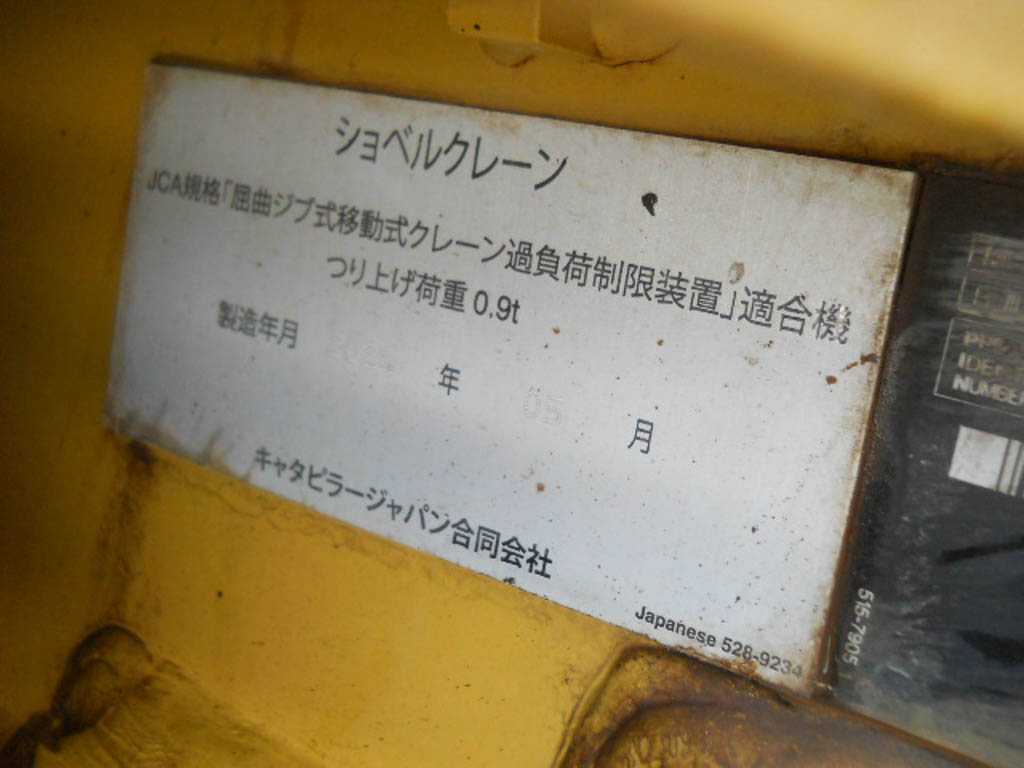 ショベルクレーン
JCA規格「屈曲ジブ式移動式クレーン過負荷制限装置」適合機
つり上げ荷重 0.9t
製造年月 年 05 月
キャタピラージャパン合同会社
Japanese 528-9234
IDEN
NUMBER
516-7905